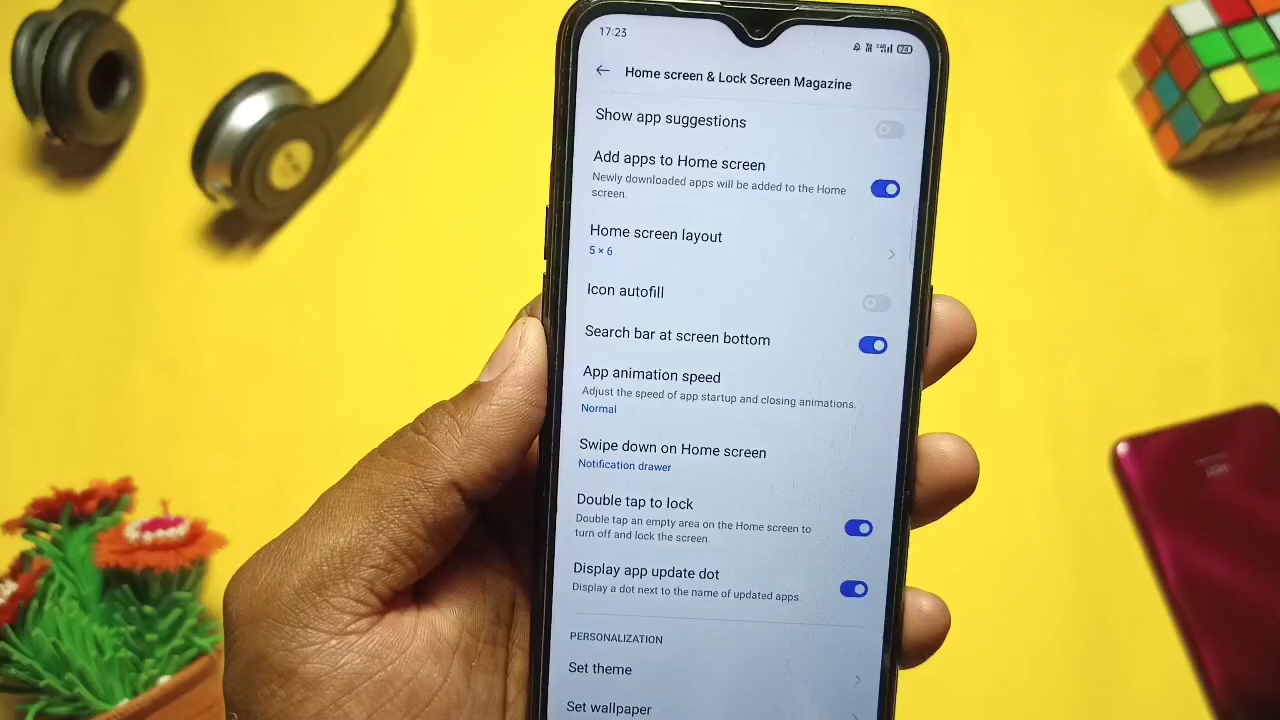 17:23
24
Home screen & Lock Screen Magazine
Show app suggestions
Add apps to Home screen
Newly downloaded apps will be added to the Home
screen.
Home screen layout
5 × 6
Icon autofill
Search bar at screen bottom
App animation speed
Adjust the speed of app startup and closing animations.
Normal
Swipe down on Home screen
Notification drawer
Double tap to lock
Double tap an empty area on the Home screen to
turn off and lock the screen.
Display app update dot
Display a dot next to the name of updated apps.
PERSONALIZATION
Set theme
Set wallpaper